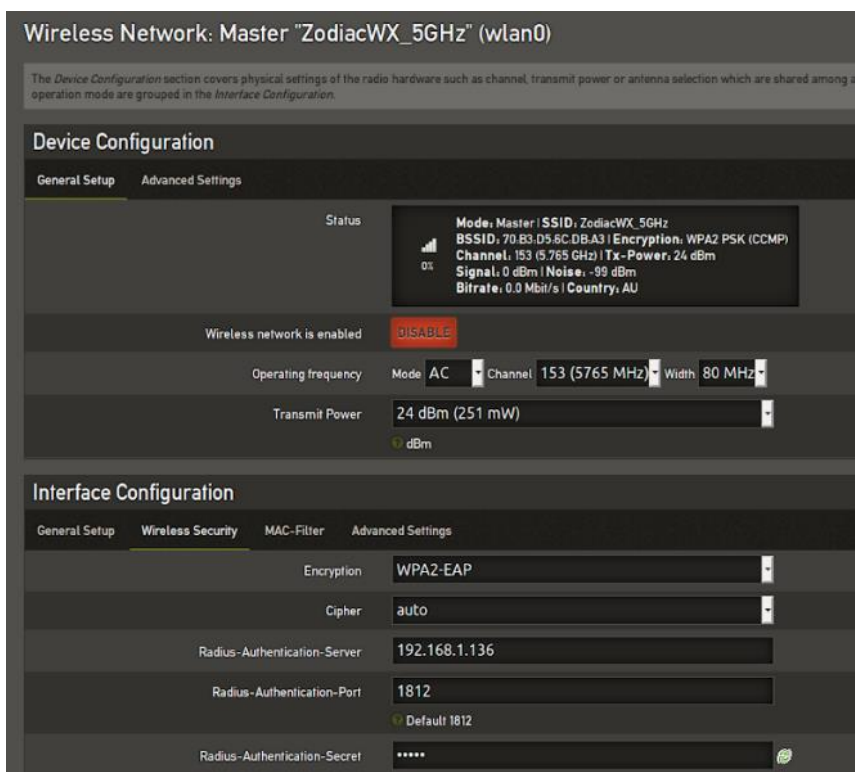 Wireless Network: Master "ZodiacWX_5GHz" (wlan0)
The Device Configuration section covers physical settings of the radio hardware such as channel, transmit power or antenna selection which are shared among a
operation mode are grouped in the Interface Configuration.
Device Configuration
General Setup Advanced Settings
Status
Mode: Master | SSID: ZodiacWX_5GHz
BSSID: 70:B3:D5:6C:DB:A3 | Encryption: WPA2 PSK (CCMP)
Channel: 153 (5.765 GHz) | Tx-Power: 24 dBm
0% Signal: 0 dBm | Noise: -99 dBm
Bitrate: 0.0 Mbit/s | Country: AU
Wireless network is enabled DISABLE
Operating frequency Mode AC Channel 153 (5765 MHz) Width 80 MHz
Transmit Power 24 dBm (251 mW)
dBm
Interface Configuration
General Setup Wireless Security MAC-Filter Advanced Settings
Encryption WPA2-EAP
Cipher auto
Radius-Authentication-Server 192.168.1.136
Radius-Authentication-Port 1812
Default 1812
Radius-Authentication-Secret •••••